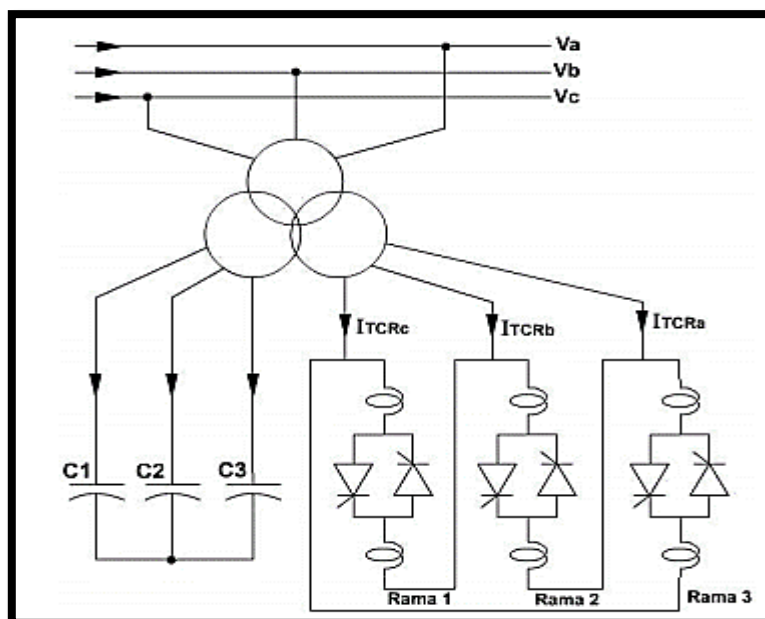 Va
Vb
Vc
ITCRc
ITCRb
ITCRa
C1
C2
C3
Rama 1
Rama 2
Rama 3